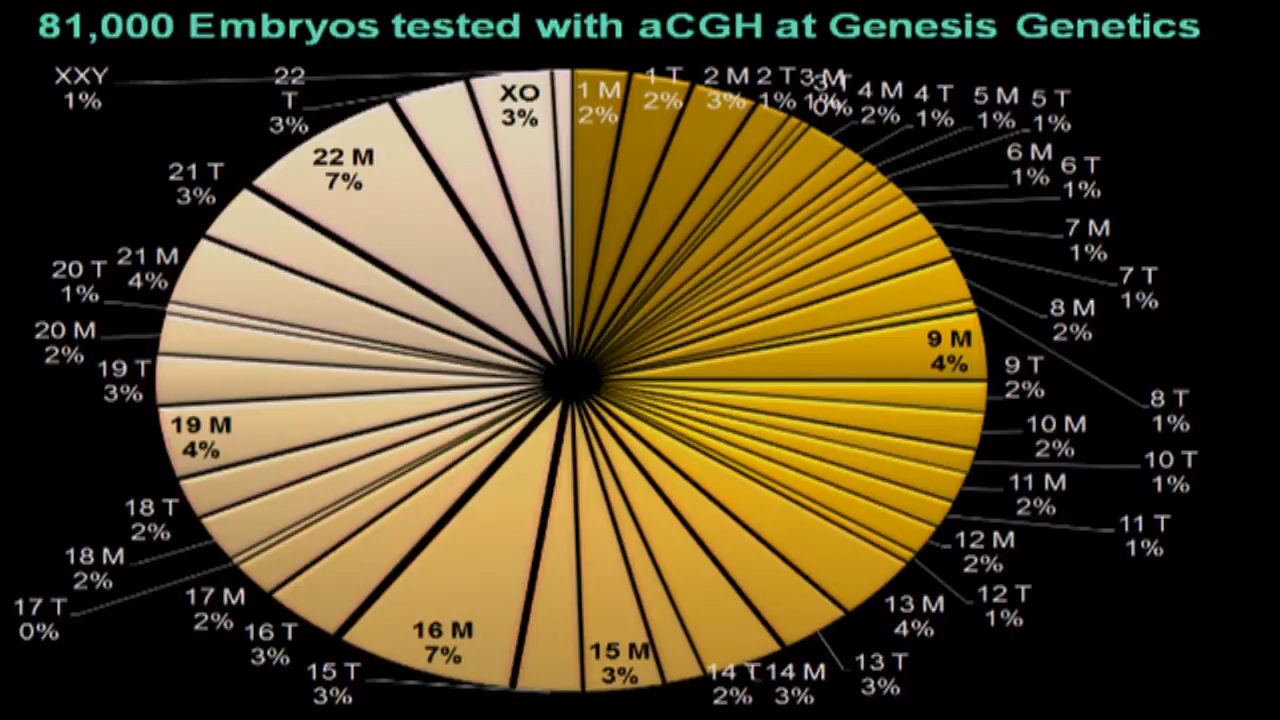 81,000 Embryos tested with aCGH at Genesis Genetics
1 M
2%
1 T
2%
2 M
3%
2 T
1%
3 M
1%
3 T
0%
4 M
2%
4 T
1%
5 M
1%
5 T
1%
6 M
1%
6 T
1%
7 M
1%
7 T
1%
8 M
2%
8 T
1%
9 M
4%
9 T
2%
10 M
2%
10 T
1%
11 M
2%
11 T
1%
12 M
2%
12 T
1%
13 M
4%
13 T
3%
14 M
3%
14 T
2%
15 M
3%
15 T
3%
16 M
7%
16 T
3%
17 M
2%
17 T
0%
18 M
2%
18 T
2%
19 M
4%
19 T
3%
20 M
2%
20 T
1%
21 M
4%
21 T
3%
22 M
7%
22
T
3%
XO
3%
XXY
1%